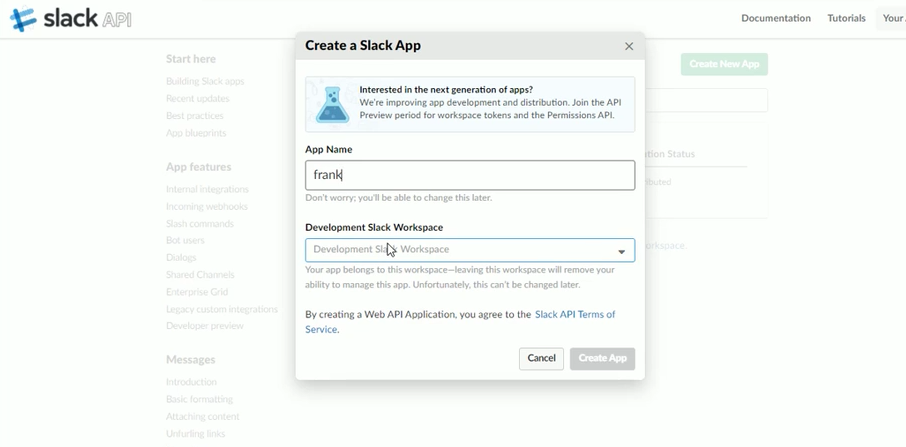 slack API
Documentation
Tutorials
Your
Start here
Building Slack apps
Recent updates
Best practices
App blueprints
App features
Internal integrations
Incoming webhooks
Slash commands
Bot users
Dialogs
Shared Channels
Enterprise Grid
Legacy custom integrations
Developer preview
Messages
Introduction
Basic formatting
Attaching content
Unfurling links
Create a Slack App
Interested in the next generation of apps?
We're improving app development and distribution. Join the API
Preview period for workspace tokens and the Permissions API.
App Name
frank
Don't worry; you'll be able to change this later.
Development Slack Workspace
Development Slack Workspace
Your app belongs to this workspace—leaving this workspace will remove your
ability to manage this app. Unfortunately, this can't be changed later.
By creating a Web API Application, you agree to the Slack API Terms of
Service.
Cancel
Create App
Create New App
tion Status
ributed
kspace.